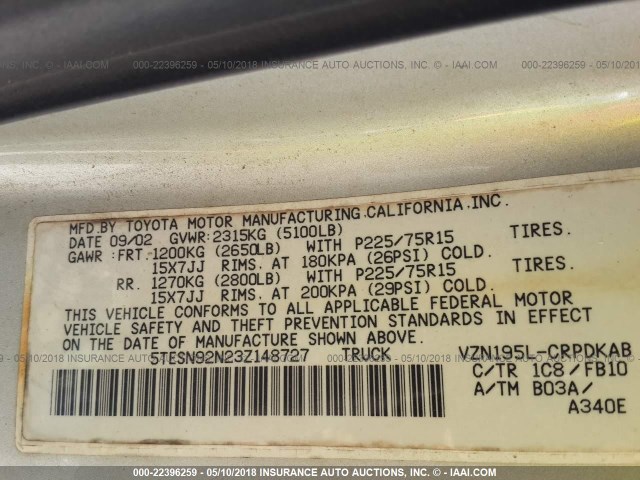 000-22396259 - 05/10/2018 INSURANCE AUTO AUCTIONS, INC. - © IAAI.COM
MFD.BY TOYOTA MOTOR MANUFACTURING,CALIFORNIA,INC.
DATE 09/02 GVWR:2315KG (5100LB)
GAWR :FRT.1200KG (2650LB) WITH P225/75R15 TIRES.
15X7JJ RIMS. AT 180KPA (26PSI) COLD.
RR. 1270KG (2800LB) WITH P225/75R15 TIRES.
15X7JJ RIMS. AT 200KPA (29PSI) COLD.
THIS VEHICLE CONFORMS TO ALL APPLICABLE FEDERAL MOTOR
VEHICLE SAFETY AND THEFT PREVENTION STANDARDS IN EFFECT
ON THE DATE OF MANUFACTURE SHOWN ABOVE.
5TESN92N23Z148727 TRUCK VZN195L-CRPDKAB
C/TR 1C8/FB10
A/TM B03A/
A340E
000-22396259 - 05/10/2018 INSURANCE AUTO AUCTIONS, INC. - © IAAI.COM